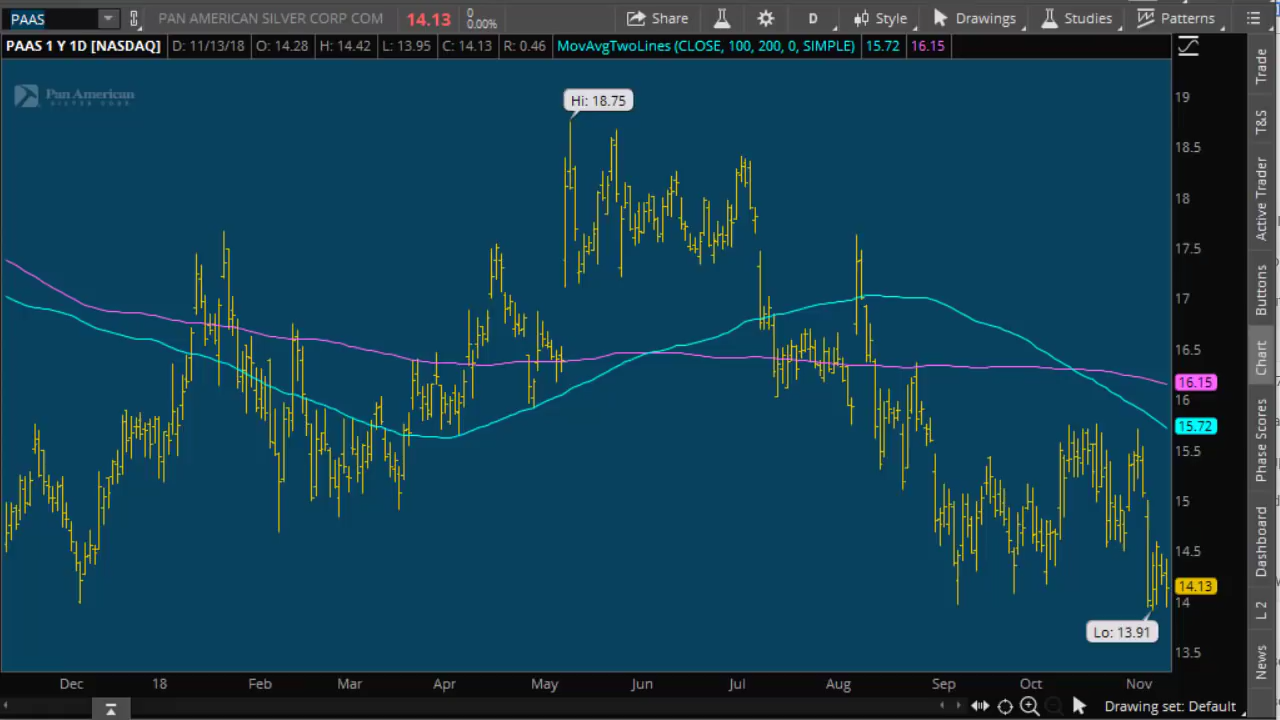 PAAS PAN AMERICAN SILVER CORP COM 14.13 0 0.00% Share D Style Drawings Studies Patterns
PAAS 1 Y 1D [NASDAQ] D: 11/13/18 O: 14.28 H: 14.42 L: 13.95 C: 14.13 R: 0.46 MovAvgTwoLines (CLOSE, 100, 200, 0, SIMPLE) 15.72 16.15
Pan American
SILVER CORP
Hi: 18.75
Lo: 13.91
19
18.5
18
17.5
17
16.5
16.15
16
15.72
15.5
15
14.5
14.13
14
13.5
Dec 18 Feb Mar Apr May Jun Jul Aug Sep Oct Nov
Drawing set: Default
Trade
T&S
Active Trader
Buttons
Chart
Phase Scores
Dashboard
L 2
News